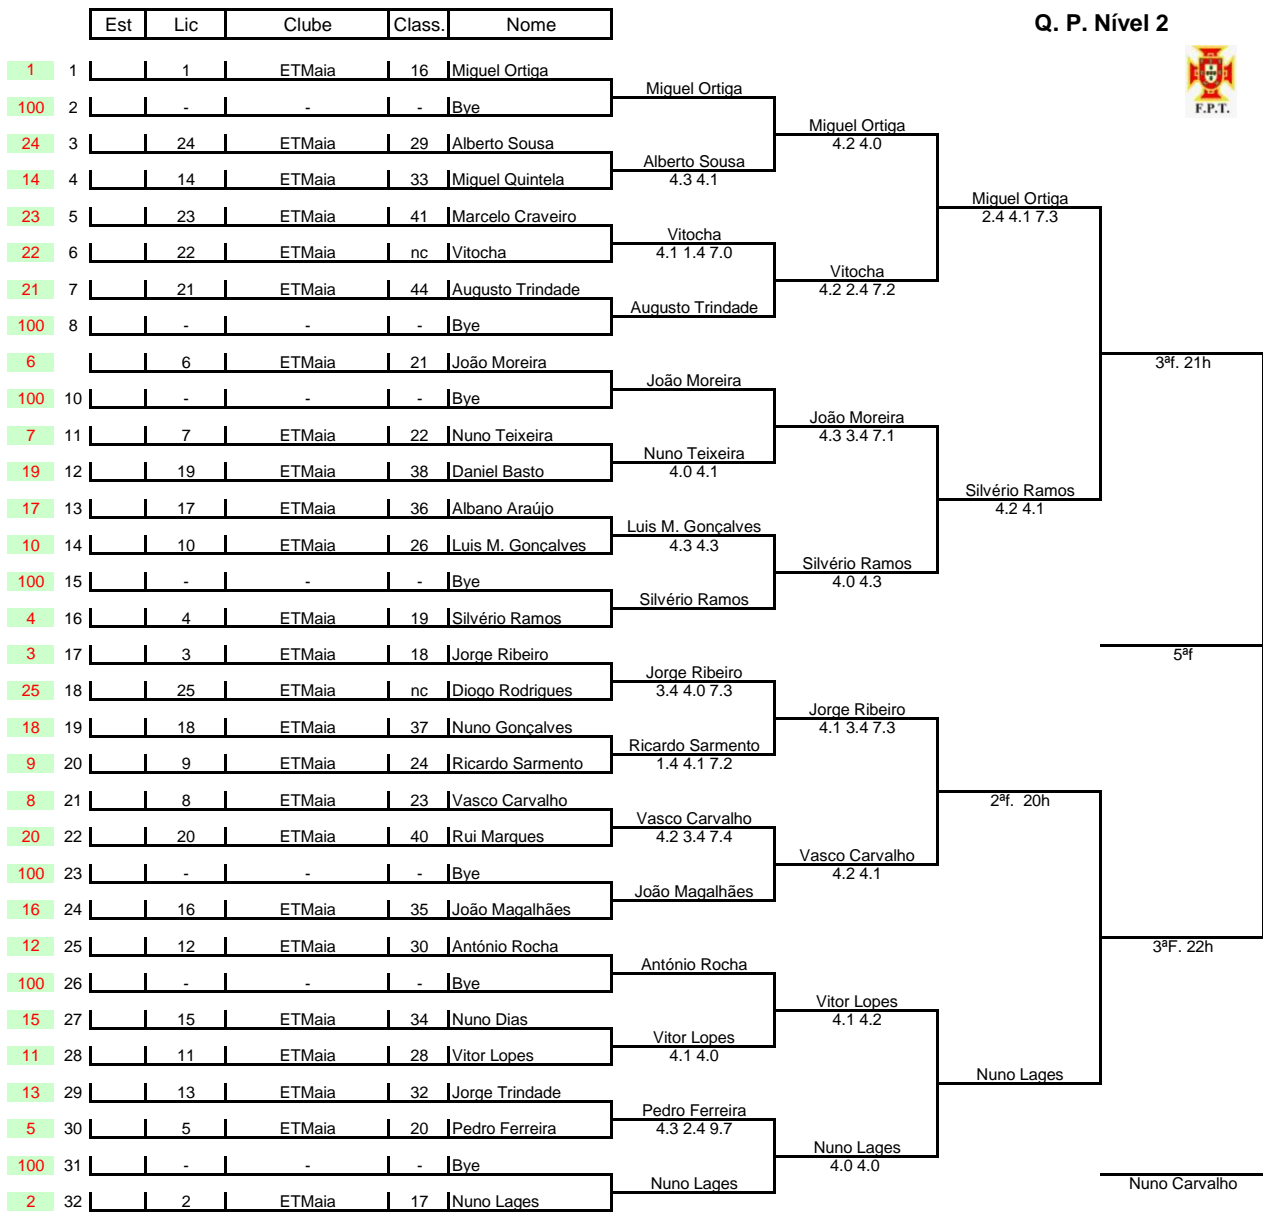 Est Lic Clube Class. Nome
Q. P. Nível 2
F.P.T.
1 1 1 ETMaia 16 Miguel Ortiga
Miguel Ortiga
100 2 - - - Bye
Miguel Ortiga
4.2 4.0
24 3 24 ETMaia 29 Alberto Sousa
Alberto Sousa
4.3 4.1
14 4 14 ETMaia 33 Miguel Quintela
Miguel Ortiga
2.4 4.1 7.3
23 5 23 ETMaia 41 Marcelo Craveiro
Vitocha
4.1 1.4 7.0
22 6 22 ETMaia nc Vitocha
Vitocha
4.2 2.4 7.2
21 7 21 ETMaia 44 Augusto Trindade
Augusto Trindade
100 8 - - - Bye
6 6 ETMaia 21 João Moreira
3ªf. 21h
João Moreira
100 10 - - - Bye
João Moreira
4.3 3.4 7.1
7 11 7 ETMaia 22 Nuno Teixeira
Nuno Teixeira
4.0 4.1
19 12 19 ETMaia 38 Daniel Basto
Silvério Ramos
4.2 4.1
17 13 17 ETMaia 36 Albano Araújo
Luis M. Gonçalves
4.3 4.3
10 14 10 ETMaia 26 Luis M. Gonçalves
Silvério Ramos
4.0 4.3
100 15 - - - Bye
Silvério Ramos
4 16 4 ETMaia 19 Silvério Ramos
3 17 3 ETMaia 18 Jorge Ribeiro
5ªf
Jorge Ribeiro
3.4 4.0 7.3
25 18 25 ETMaia nc Diogo Rodrigues
Jorge Ribeiro
4.1 3.4 7.3
18 19 18 ETMaia 37 Nuno Gonçalves
Ricardo Sarmento
1.4 4.1 7.2
9 20 9 ETMaia 24 Ricardo Sarmento
8 21 8 ETMaia 23 Vasco Carvalho
2ªf. 20h
Vasco Carvalho
4.2 3.4 7.4
20 22 20 ETMaia 40 Rui Marques
Vasco Carvalho
4.2 4.1
100 23 - - - Bye
João Magalhães
16 24 16 ETMaia 35 João Magalhães
12 25 12 ETMaia 30 António Rocha
3ªF. 22h
António Rocha
100 26 - - - Bye
Vitor Lopes
4.1 4.2
15 27 15 ETMaia 34 Nuno Dias
Vitor Lopes
4.1 4.0
11 28 11 ETMaia 28 Vitor Lopes
Nuno Lages
13 29 13 ETMaia 32 Jorge Trindade
Pedro Ferreira
4.3 2.4 9.7
5 30 5 ETMaia 20 Pedro Ferreira
Nuno Lages
4.0 4.0
100 31 - - - Bye
Nuno Lages
Nuno Carvalho
2 32 2 ETMaia 17 Nuno Lages